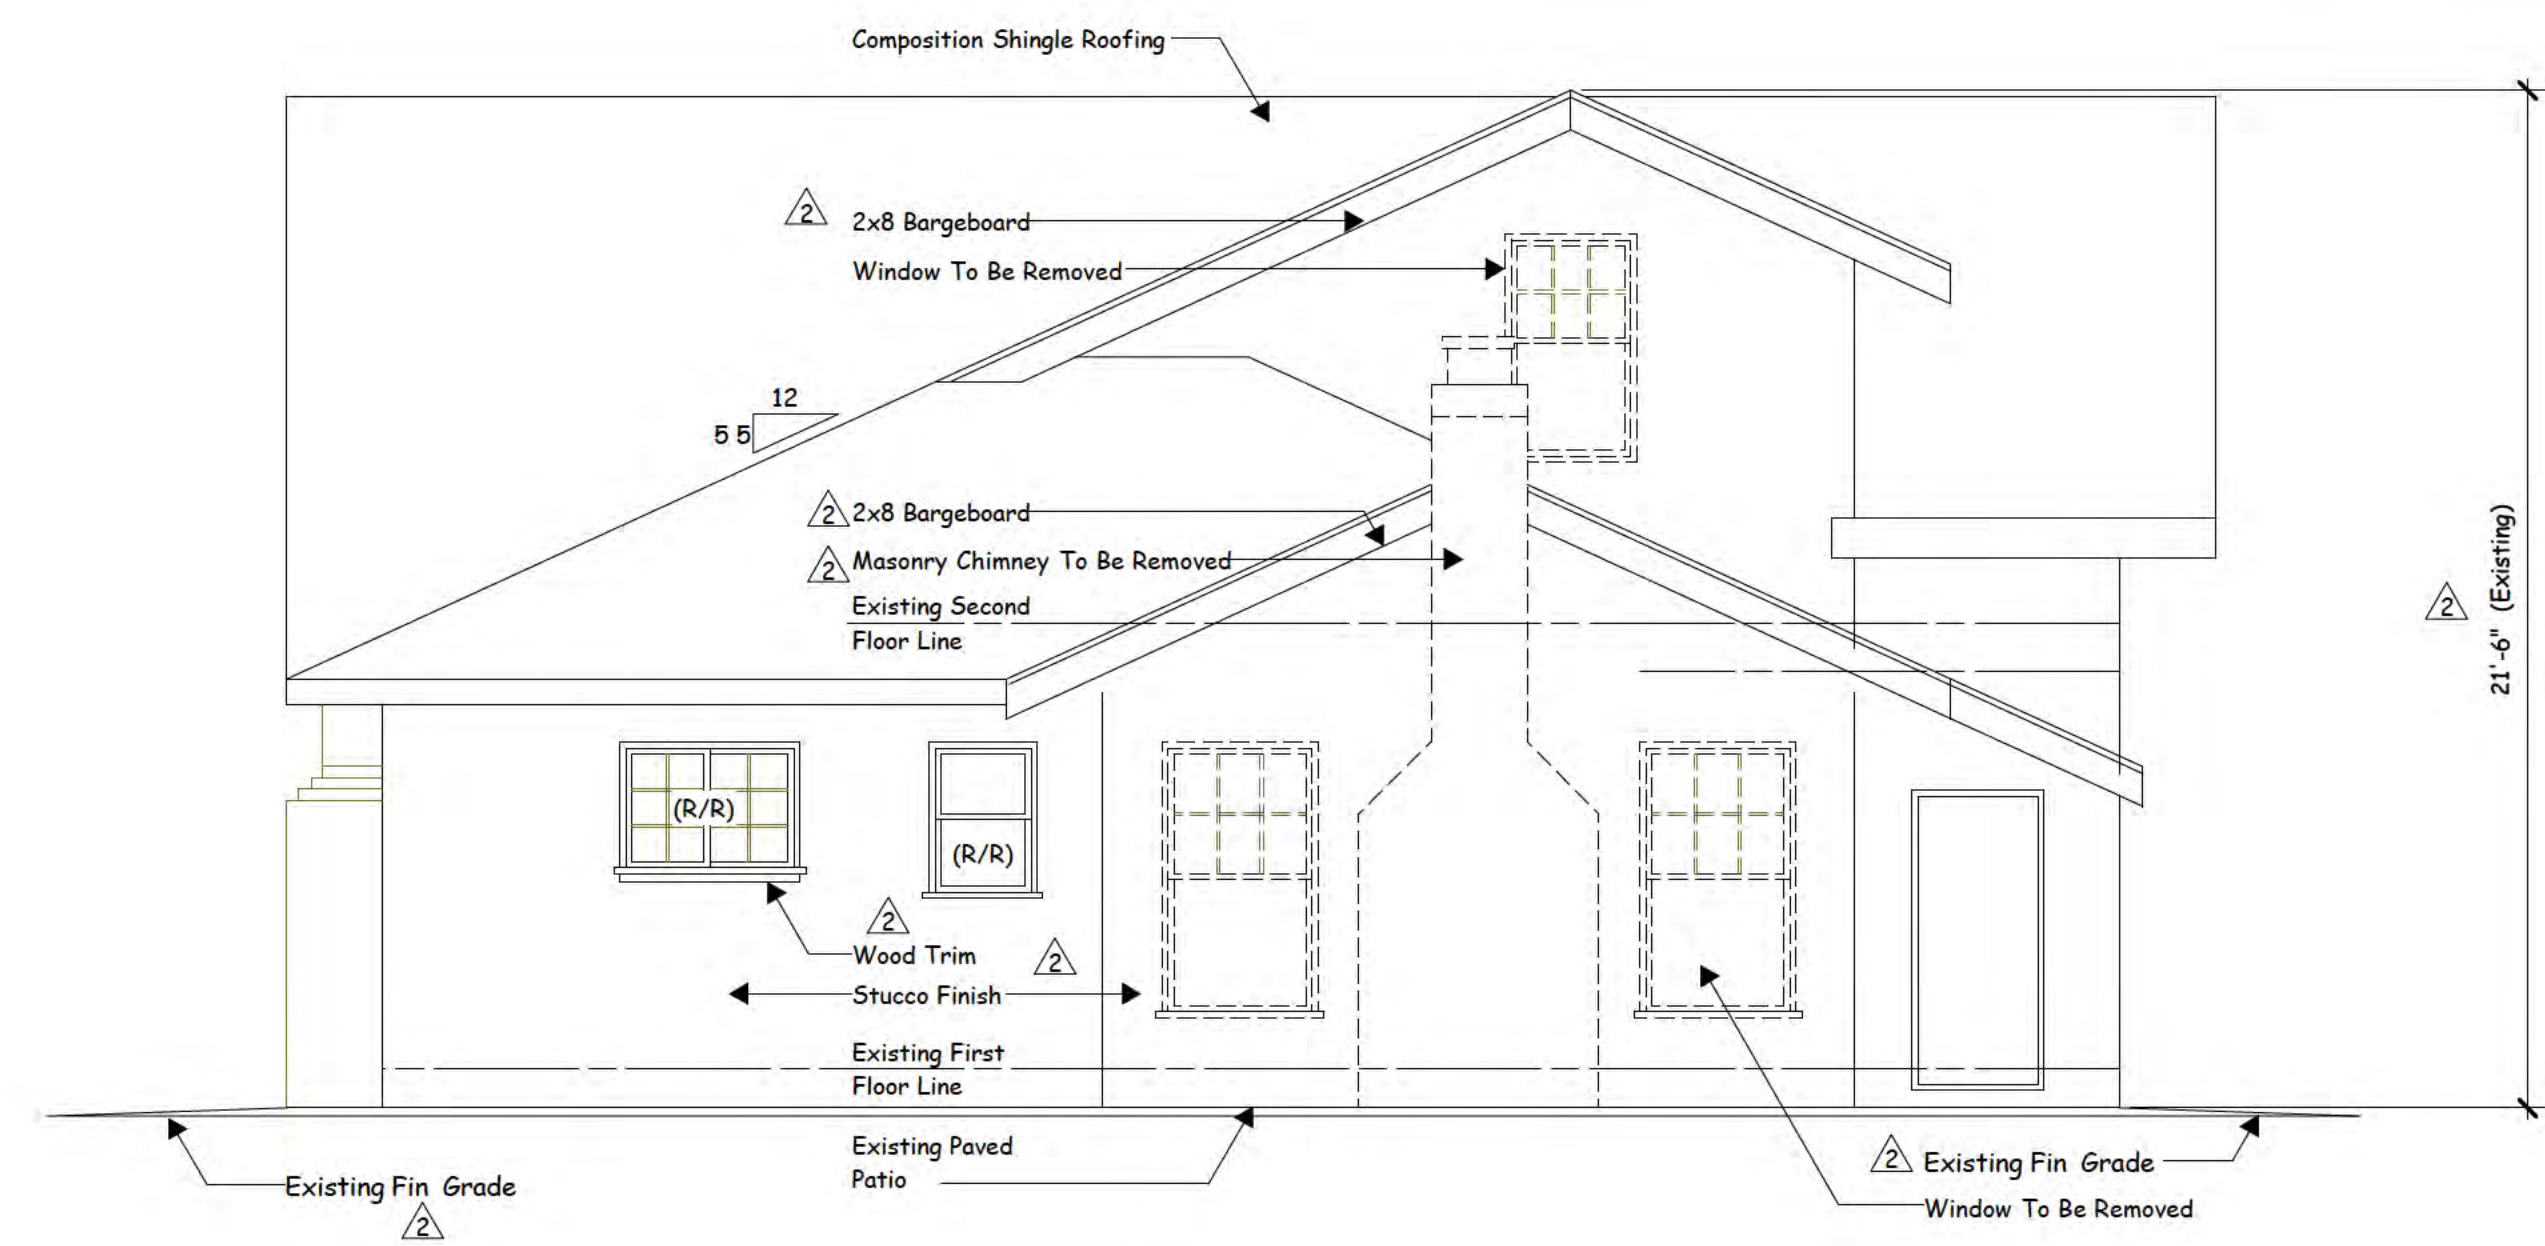 Composition Shingle Roofing
2
2x8 Bargeboard
Window To Be Removed
12
5 5
2
2x8 Bargeboard
2
Masonry Chimney To Be Removed
Existing Second
Floor Line
2
21'-6" (Existing)
(R/R)
(R/R)
2
Wood Trim
2
Stucco Finish
Existing First
Floor Line
Existing Paved
Patio
2
Existing Fin Grade
Existing Fin Grade
2
Window To Be Removed